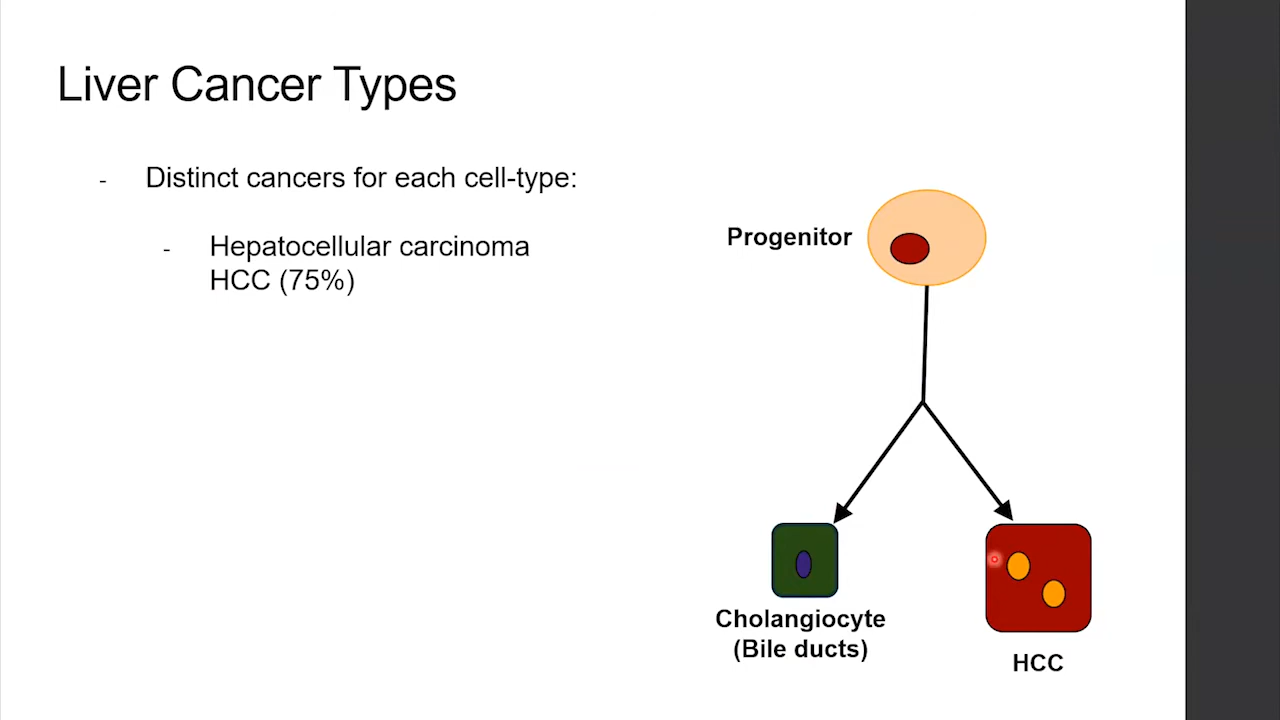 Liver Cancer Types
- Distinct cancers for each cell-type:
- Hepatocellular carcinoma
HCC (75%)
Progenitor
Cholangiocyte
(Bile ducts)
HCC